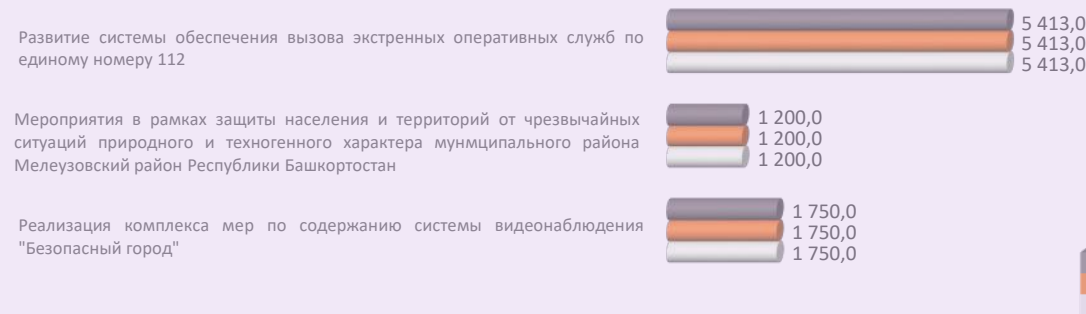 Развитие системы обеспечения вызова экстренных оперативных служб по
единому номеру 112
5 413,0
5 413,0
5 413,0
Мероприятия в рамках защиты населения и территорий от чрезвычайных
ситуаций природного и техногенного характера мунмципального района
Мелеузовский район Республики Башкортостан
1 200,0
1 200,0
1 200,0
Реализация комплекса мер по содержанию системы видеонаблюдения
"Безопасный город"
1 750,0
1 750,0
1 750,0